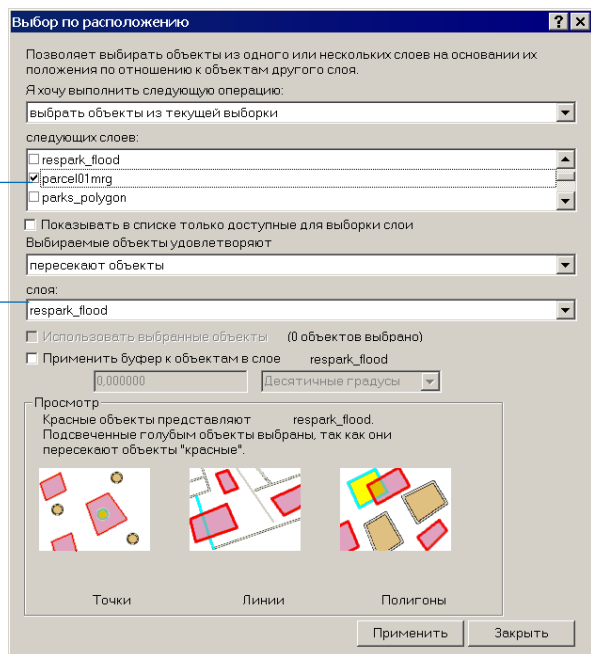 Выбор по расположению
Позволяет выбирать объекты из одного или нескольких слоев на основании их
положения по отношению к объектам другого слоя.
Я хочу выполнить следующую операцию:
выбрать объекты из текущей выборки
следующих слоев:
respark_flood
parcel01mrg
parks_polygon
Показывать в списке только доступные для выборки слои
Выбираемые объекты удовлетворяют
пересекают объекты
слоя:
respark_flood
Использовать выбранные объекты (0 объектов выбрано)
Применить буфер к объектам в слое respark_flood
0,000000 Десятичные градусы
Просмотр
Красные объекты представляют respark_flood.
Подсвеченные голубым объекты выбраны, так как они
пересекают объекты "красные".
Точки Линии Полигоны
Применить Закрыть